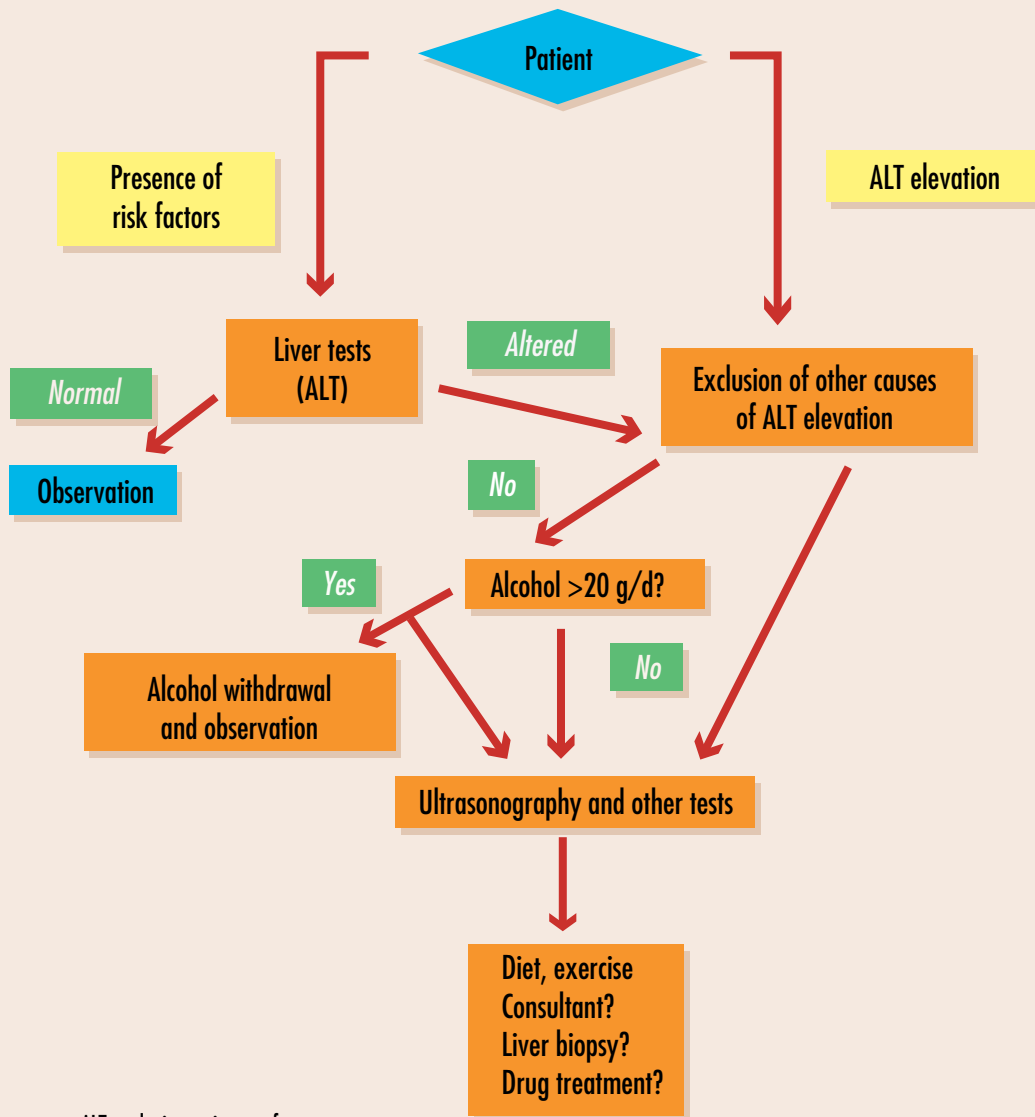 Patient
Presence of
risk factors
ALT elevation
Liver tests
(ALT)
Altered
Normal
Exclusion of other causes
of ALT elevation
Observation
No
Yes
Alcohol >20 g/d?
No
Alcohol withdrawal
and observation
Ultrasonography and other tests
Diet, exercise
Consultant?
Liver biopsy?
Drug treatment?